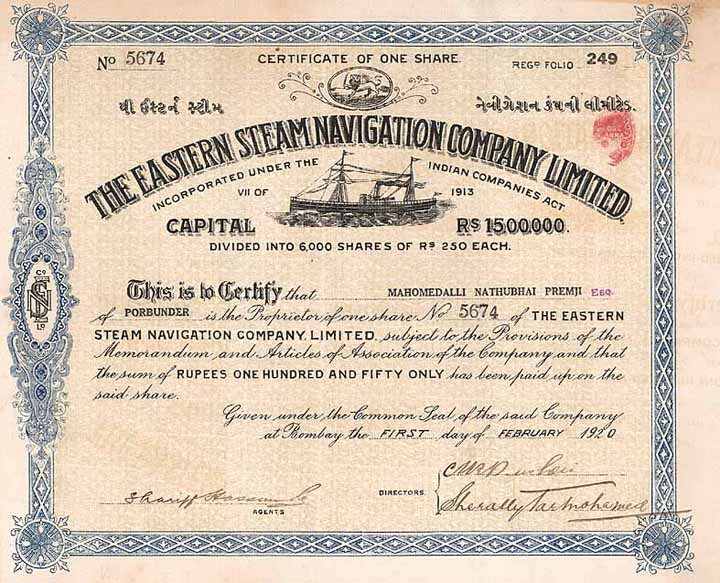 No 5674
CERTIFICATE OF ONE SHARE.
REGD FOLIO 249
ધી ઈસ્ટર્ન સ્ટીમ નેવીગેશન કંપની લીમીટેડ.
THE EASTERN STEAM NAVIGATION COMPANY LIMITED.
INCORPORATED UNDER THE INDIAN COMPANIES ACT
VII OF 1913
CAPITAL RS 1500,000.
DIVIDED INTO 6,000 SHARES OF RS 250 EACH.
This is to Certify that MAHOMEDALLI NATHUBHAI PREMJI Esq.
of PORBUNDER is the Proprietor of one share No 5674 of THE EASTERN
STEAM NAVIGATION COMPANY, LIMITED. subject to the Provisions of the
Memorandum and Articles of Association of the Company and that
the sum of RUPEES ONE HUNDRED AND FIFTY ONLY has been paid up on the
said share.
Given under the Common Seal of the said Company
at Bombay the FIRST day of FEBRUARY 1920
AGENTS
DIRECTORS
Sherally
CO
LD
ONE ANNA